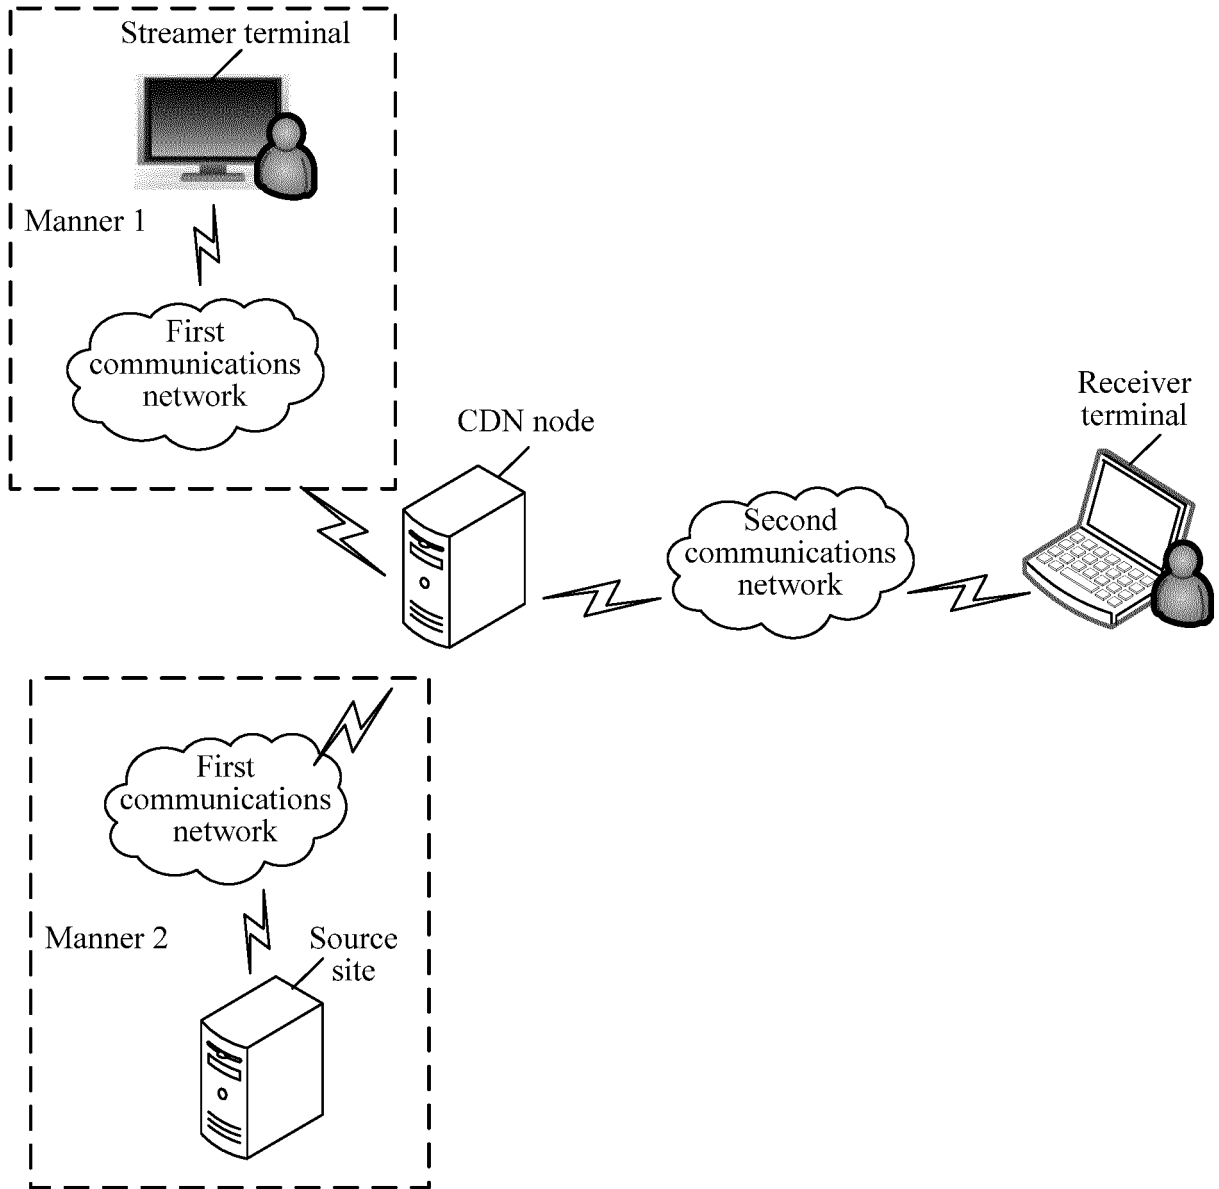 Streamer terminal
Manner 1
First
communications
network
CDN node
Receiver
terminal
Second
communications
network
First
communications
network
Manner 2
Source
site